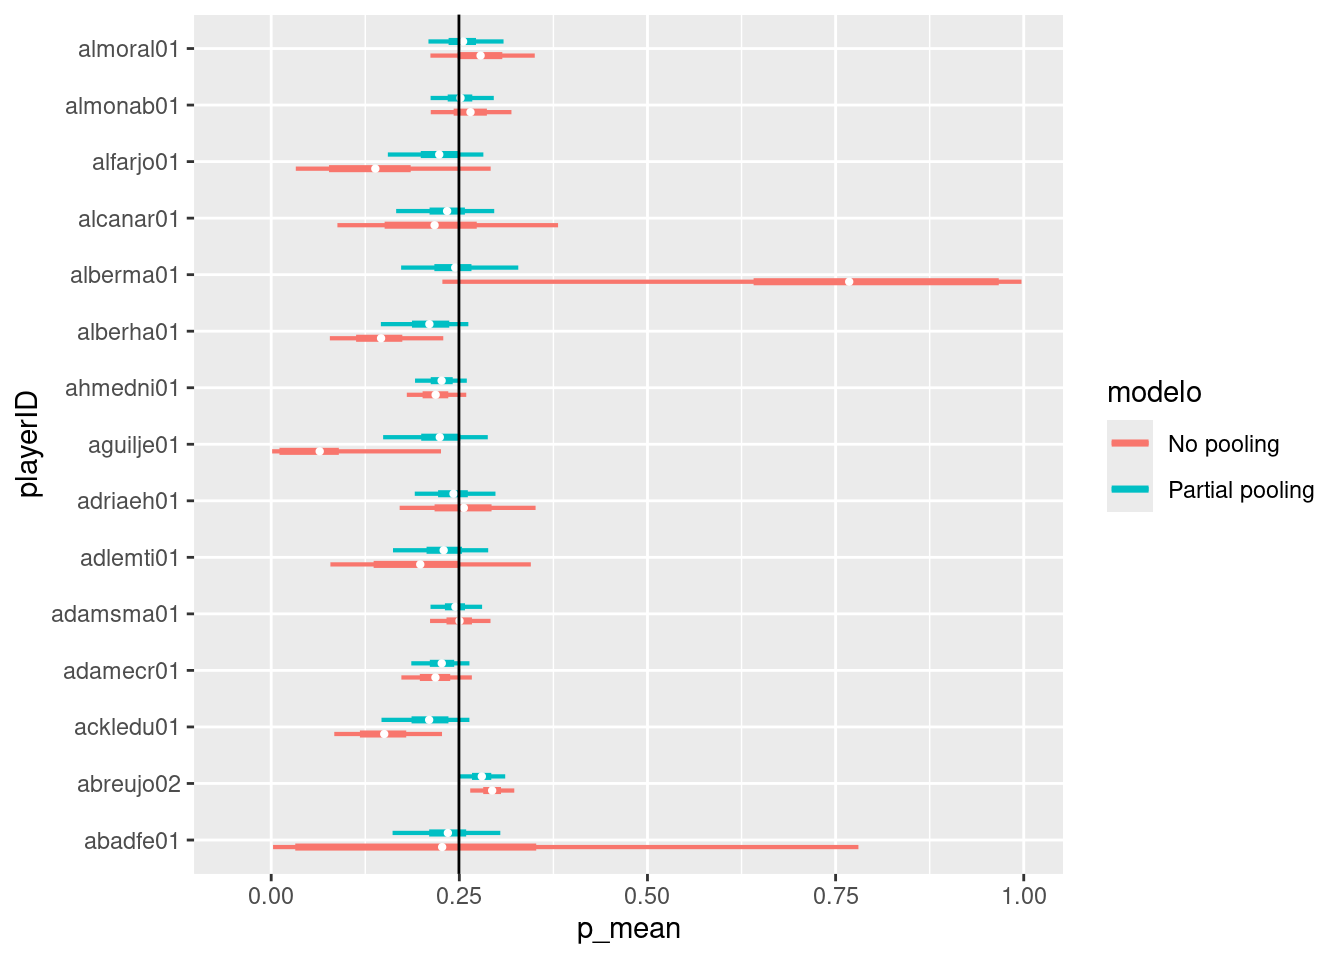 almoral01
almonab01
alfarjo01
alcanar01
alberma01
alberha01
ahmedni01
aguilje01
adriaeh01
adlemti01
adamsma01
adamecr01
ackledu01
abreujo02
abadfe01
playerID
0.00 0.25 0.50 0.75 1.00
p_mean
modelo
No pooling
Partial pooling